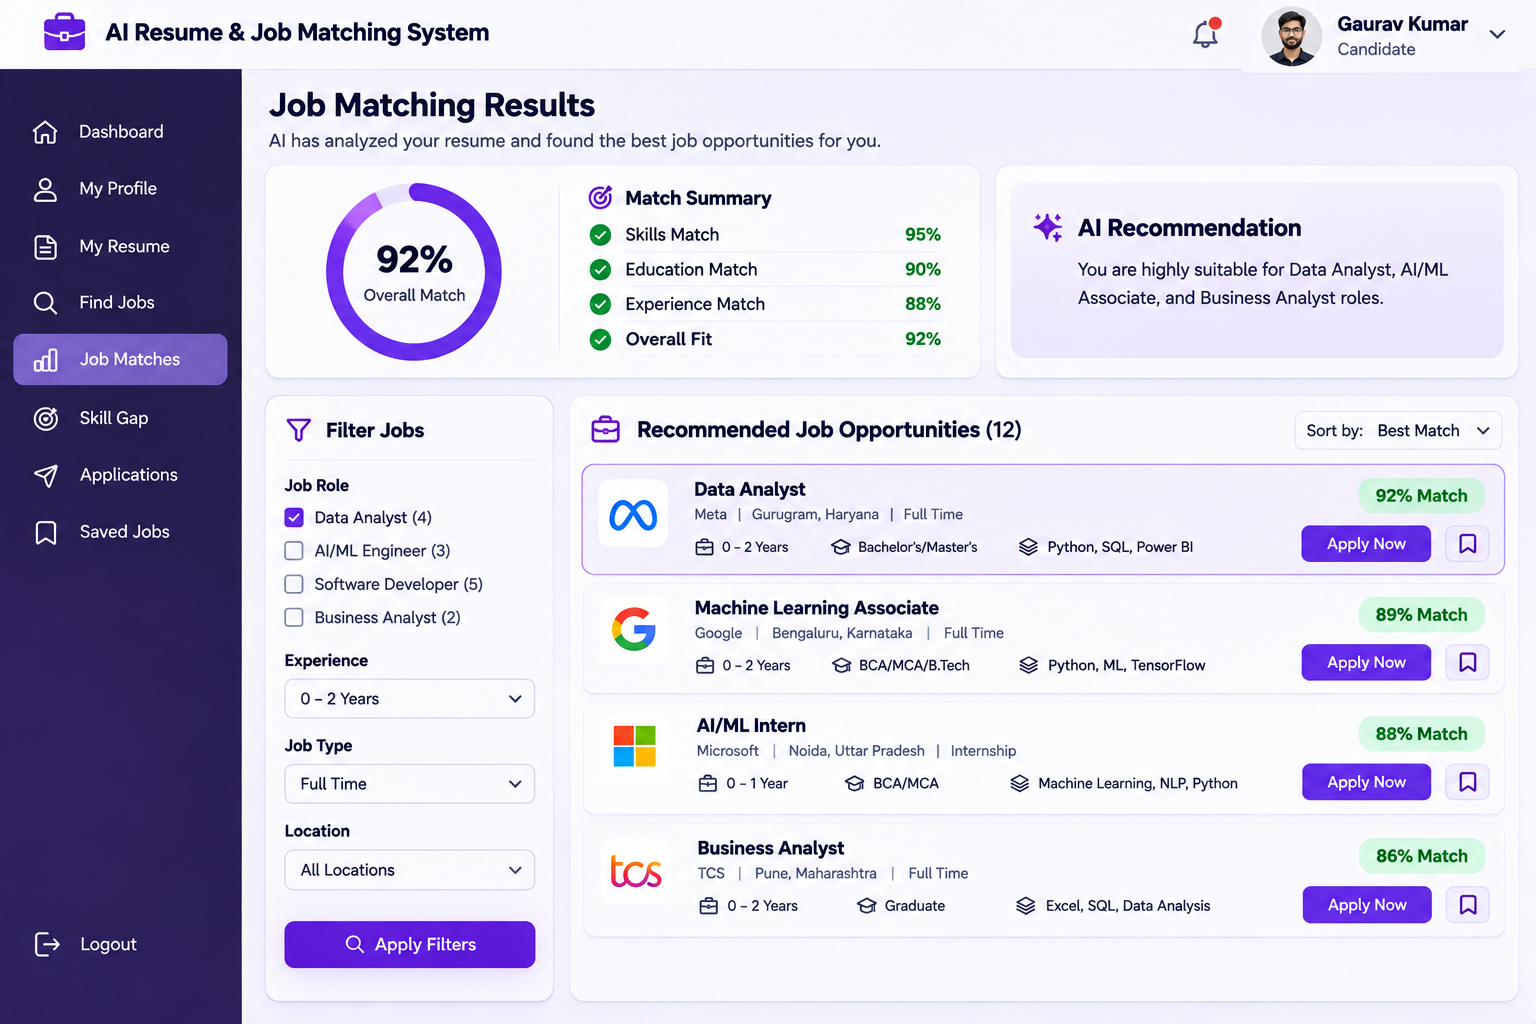 AI Resume & Job Matching System
Gaurav Kumar
Candidate
Dashboard
My Profile
My Resume
Find Jobs
Job Matches
Skill Gap
Applications
Saved Jobs
Logout
Job Matching Results
AI has analyzed your resume and found the best job opportunities for you.
92%
Overall Match
Match Summary
Skills Match 95%
Education Match 90%
Experience Match 88%
Overall Fit 92%
AI Recommendation
You are highly suitable for Data Analyst, AI/ML
Associate, and Business Analyst roles.
Filter Jobs
Job Role
Data Analyst (4)
AI/ML Engineer (3)
Software Developer (5)
Business Analyst (2)
Experience
0 – 2 Years
Job Type
Full Time
Location
All Locations
Apply Filters
Recommended Job Opportunities (12)
Sort by: Best Match
Data Analyst
92% Match
Meta | Gurugram, Haryana | Full Time
0 – 2 Years Bachelor's/Master's Python, SQL, Power BI
Apply Now
Machine Learning Associate
89% Match
Google | Bengaluru, Karnataka | Full Time
0 – 2 Years BCA/MCA/B.Tech Python, ML, TensorFlow
Apply Now
AI/ML Intern
88% Match
Microsoft | Noida, Uttar Pradesh | Internship
0 – 1 Year BCA/MCA Machine Learning, NLP, Python
Apply Now
tcs
Business Analyst
86% Match
TCS | Pune, Maharashtra | Full Time
0 – 2 Years Graduate Excel, SQL, Data Analysis
Apply Now